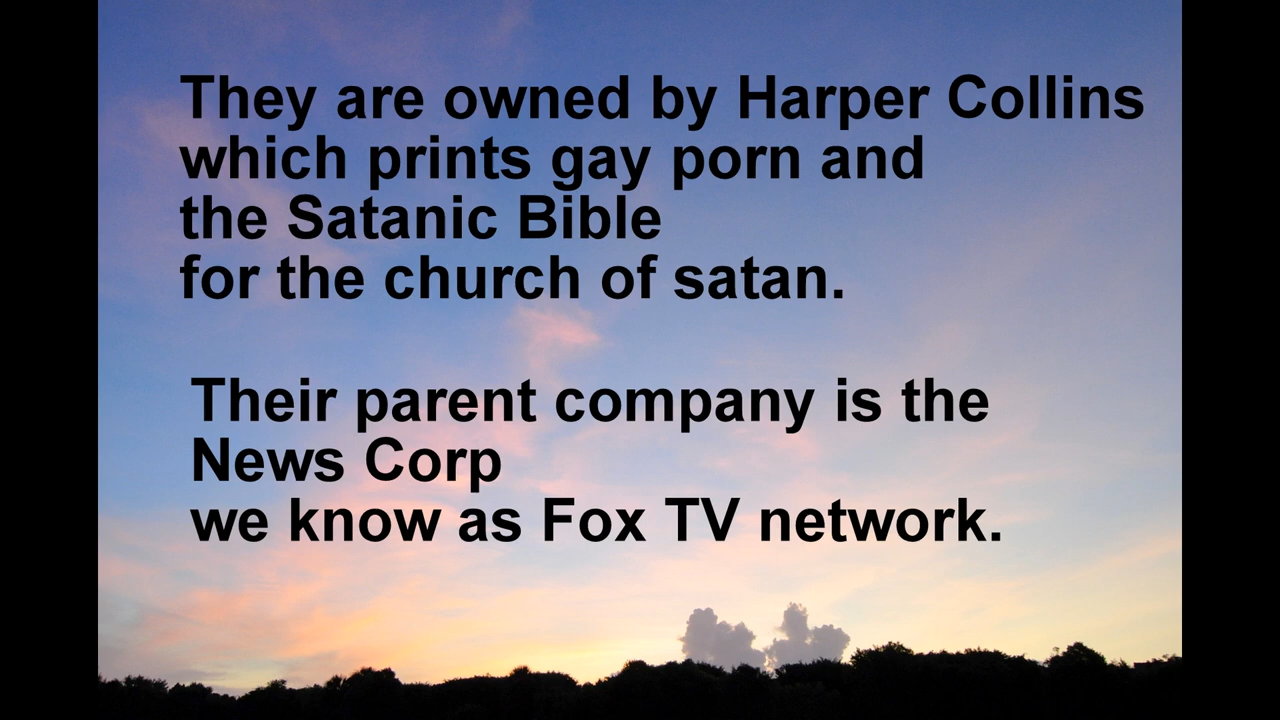 They are owned by Harper Collins
which prints gay porn and
the Satanic Bible
for the church of satan.
Their parent company is the
News Corp
we know as Fox TV network.